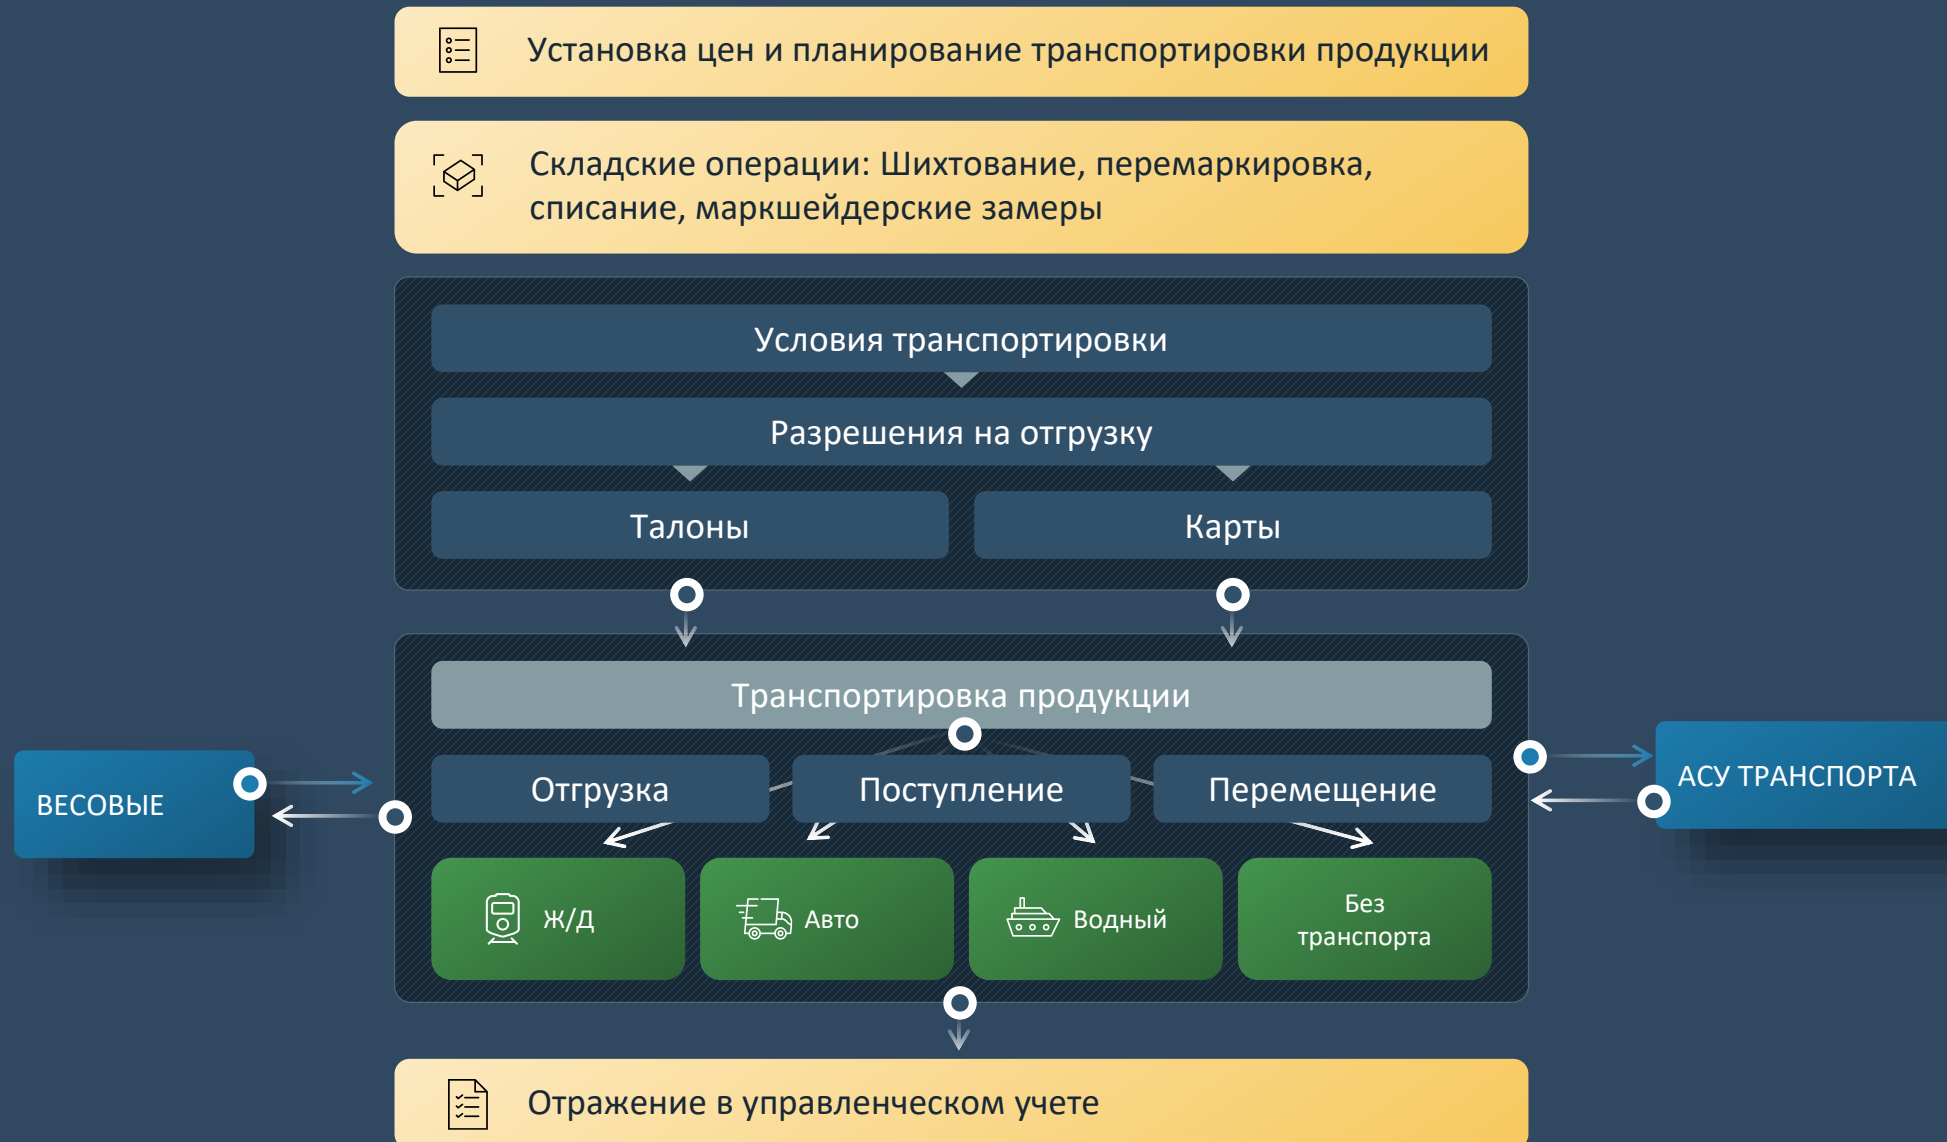 Установка цен и планирование транспортировки продукции
Складские операции: Шихтование, перемаркировка,
списание, маркшейдерские замеры
Условия транспортировки
Разрешения на отгрузку
Талоны
Карты
Транспортировка продукции
ВЕСОВЫЕ
Отгрузка
Поступление
Перемещение
АСУ ТРАНСПОРТА
Ж/Д
Авто
Водный
Без
транспорта
Отражение в управленческом учете